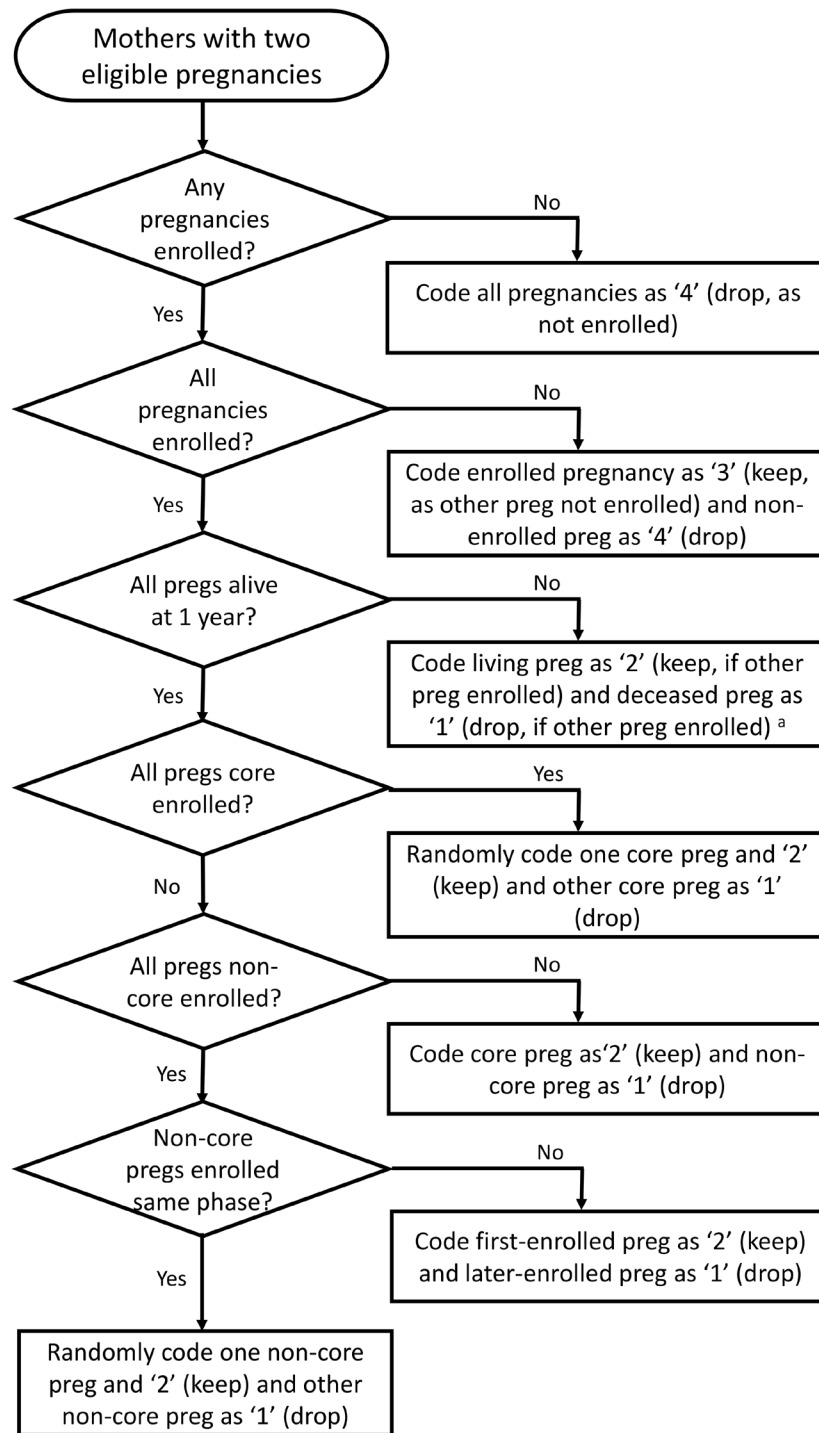 Mothers with two
eligible pregnancies
Any
pregnancies
enrolled?
No
Code all pregnancies as ‘4’ (drop, as
not enrolled)
Yes
All
pregnancies
enrolled?
No
Code enrolled pregnancy as ‘3’ (keep,
as other preg not enrolled) and non-
enrolled preg as ‘4’ (drop)
Yes
All pregs alive
at 1 year?
No
Code living preg as ‘2’ (keep, if other
preg enrolled) and deceased preg as
‘1’ (drop, if other preg enrolled) a
Yes
All pregs core
enrolled?
Yes
Randomly code one core preg and ‘2’
(keep) and other core preg as ‘1’
(drop)
No
All pregs non-
core enrolled?
No
Code core preg as‘2’ (keep) and non-
core preg as ‘1’ (drop)
Yes
Non-core
pregs enrolled
same phase?
No
Code first-enrolled preg as ‘2’ (keep)
and later-enrolled preg as ‘1’ (drop)
Yes
Randomly code one non-core
preg and ‘2’ (keep) and other
non-core preg as ‘1’ (drop)